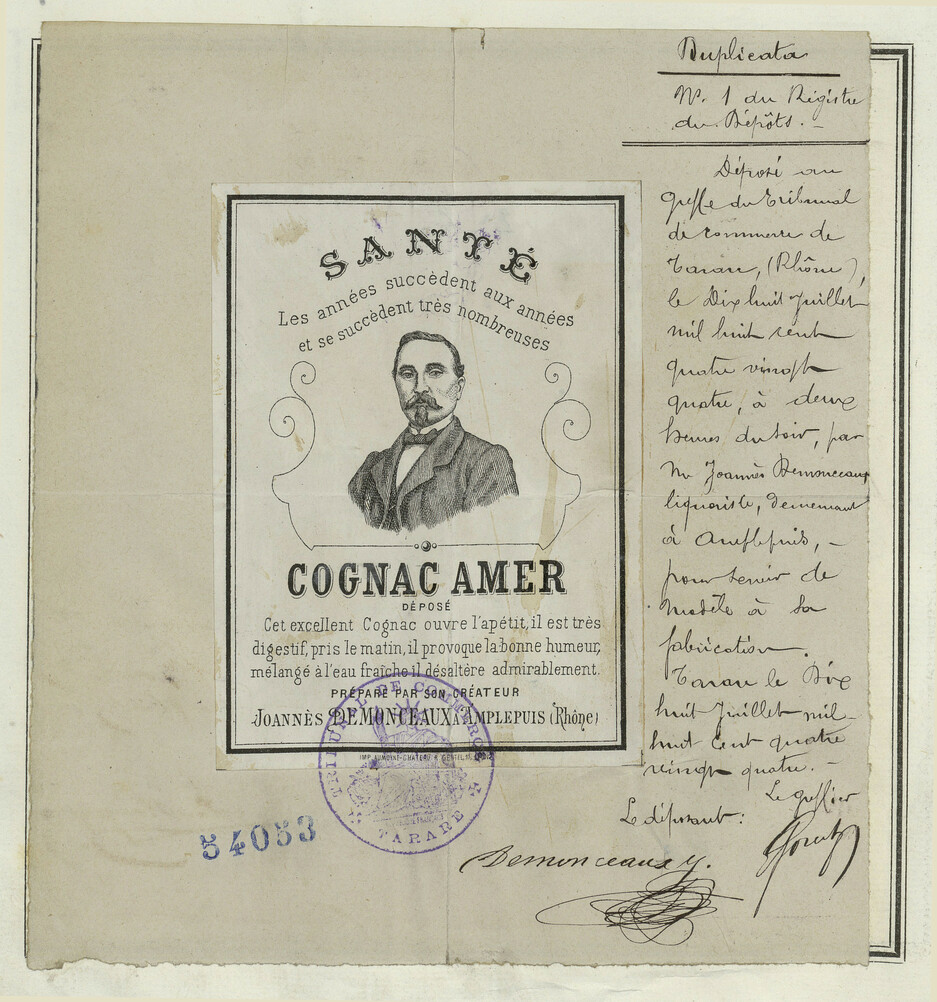 Duplicata
N°. 1 du Régistre
du Dépôts. -
Déposé au
greffe du Tribunal
de commerce de
Tarare, (Rhône),
le Dix huit Juillet
mil huit cent
quatre vingt
quatre, à deux
heures du soir, par
Mr Joannès Demonceaux
liquoriste, demeurant
à Amplepuis, -
pour servir de
modèle à sa
fabrication.
Tarare le Dix
huit Juillet mil-
huit cent quatre
vingt quatre. -
Le greffier
Le déposant:
Demonceaux J.
SANTÉ
Les années succèdent aux années
et se succèdent très nombreuses
COGNAC AMER
DÉPOSÉ
Cet excellent Cognac ouvre l'apétit, il est très
digestif, pris le matin, il provoque la bonne humeur,
mélangé à l'eau fraîche il désaltère admirablement.
PRÉPARÉ PAR SON CRÉATEUR
JOANNÈS DEMONCEAUX A AMPLEPUIS (Rhône)
TRIBUNAL DE COMMERCE
TARARE
54053